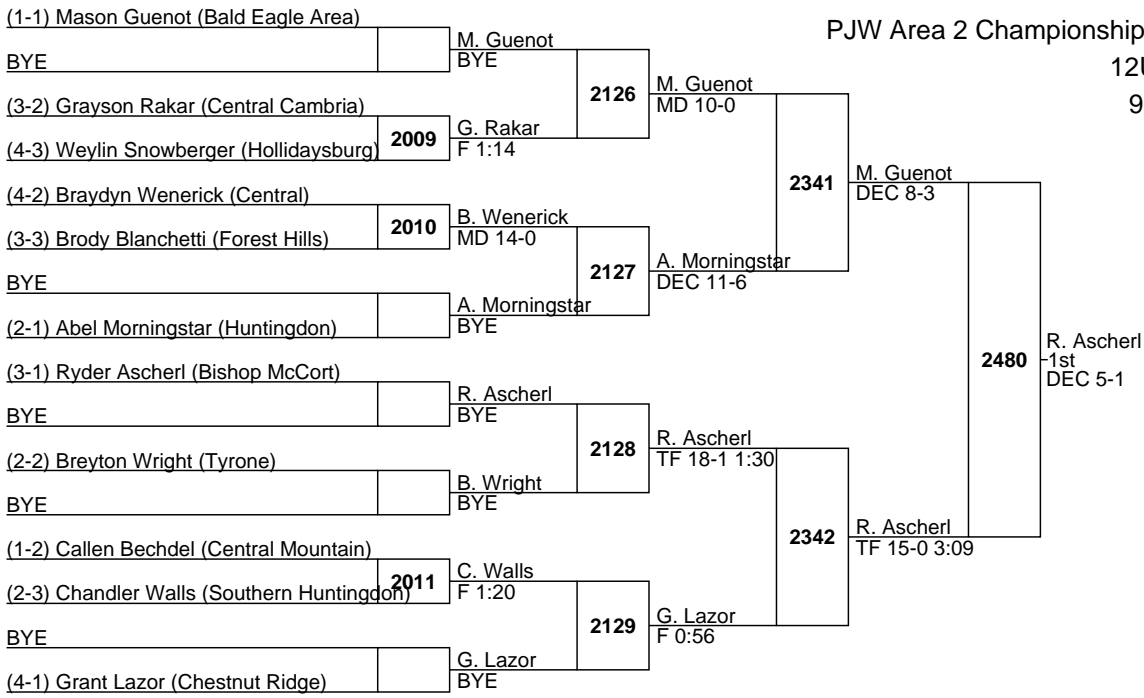 (1-1) Mason Guenot (Bald Eagle Area)
BYE
(3-2) Grayson Rakar (Central Cambria)
(4-3) Weylin Snowberger (Hollidaysburg)
(4-2) Braydyn Wenerick (Central)
(3-3) Brody Blanchetti (Forest Hills)
BYE
(2-1) Abel Morningstar (Huntingdon)
(3-1) Ryder Ascherl (Bishop McCort)
BYE
(2-2) Breyton Wright (Tyrone)
BYE
(1-2) Callen Bechdel (Central Mountain)
(2-3) Chandler Walls (Southern Huntingdon)
BYE
(4-1) Grant Lazor (Chestnut Ridge)
2009
2010
2011
M. Guenot
BYE
G. Rakar
F 1:14
B. Wenerick
MD 14-0
A. Morningstar
BYE
R. Ascherl
BYE
B. Wright
BYE
C. Walls
F 1:20
G. Lazor
BYE
2126
2127
2128
2129
M. Guenot
MD 10-0
A. Morningstar
DEC 11-6
R. Ascherl
TF 18-1 1:30
G. Lazor
F 0:56
2341
2342
M. Guenot
DEC 8-3
R. Ascherl
TF 15-0 3:09
2480
R. Ascherl
1st
DEC 5-1
PJW Area 2 Championship
12U
9